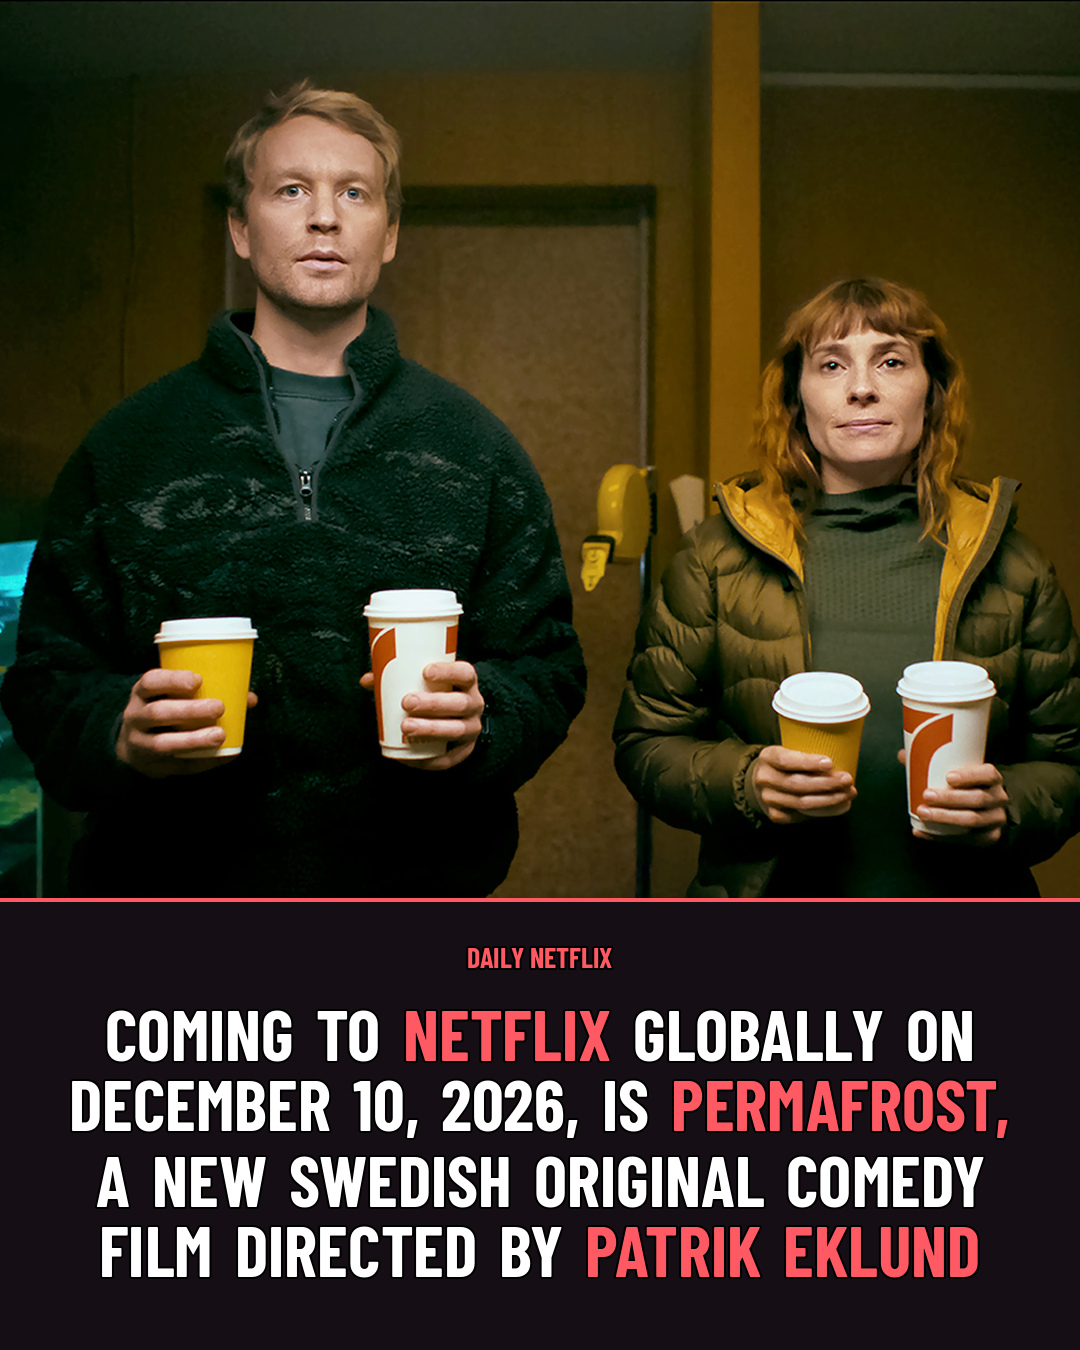 DAILY NETFLIX
COMING TO NETFLIX GLOBALLY ON
DECEMBER 10, 2026, IS PERMAFROST,
A NEW SWEDISH ORIGINAL COMEDY
FILM DIRECTED BY PATRIK EKLUND